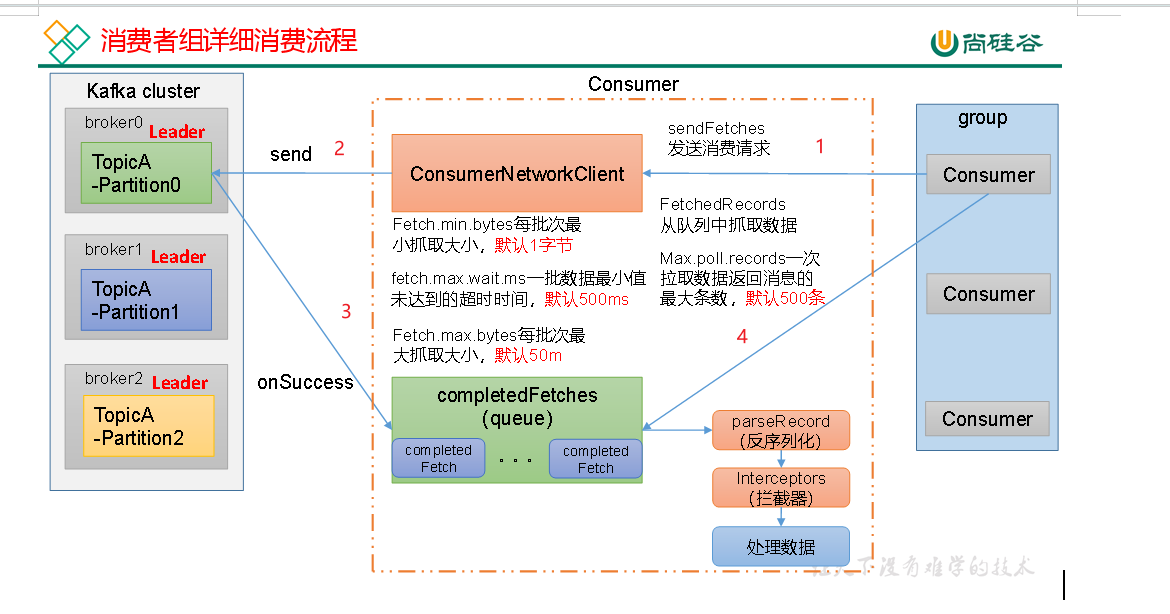 消费者组详细消费流程
尚硅谷
Kafka cluster
broker0
Leader
TopicA
-Partition0
broker1
Leader
TopicA
-Partition1
broker2
Leader
TopicA
-Partition2
send
2
3
onSuccess
Consumer
ConsumerNetworkClient
sendFetches
发送消费请求
1
Fetch.min.bytes每批次最
小抓取大小，默认1字节
fetch.max.wait.ms一批数据最小值
未达到的超时时间，默认500ms
Fetch.max.bytes每批次最
大抓取大小，默认50m
FetchedRecords
从队列中抓取数据
Max.poll.records一次
拉取数据返回消息的
最大条数，默认500条
4
completedFetches
(queue)
completed
Fetch
...
completed
Fetch
parseRecord
(反序列化)
Interceptors
(拦截器)
处理数据
group
Consumer
Consumer
Consumer
天下没有难学的技术